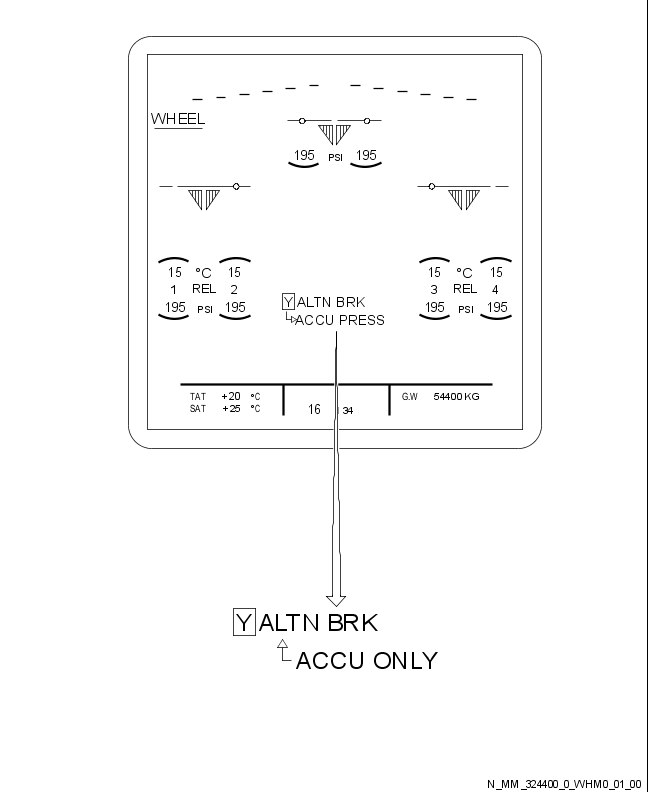 WHEEL
195 PSI 195
15 °C 15
1 REL 2
195 PSI 195
15 °C 15
3 REL 4
195 PSI 195
Y ALTN BRK
ACCU PRESS
TAT +20 °C
SAT +25 °C
16 34
G.W 54400 KG
Y ALTN BRK
ACCU ONLY
N_MM_324400_0_WHM0_01_00